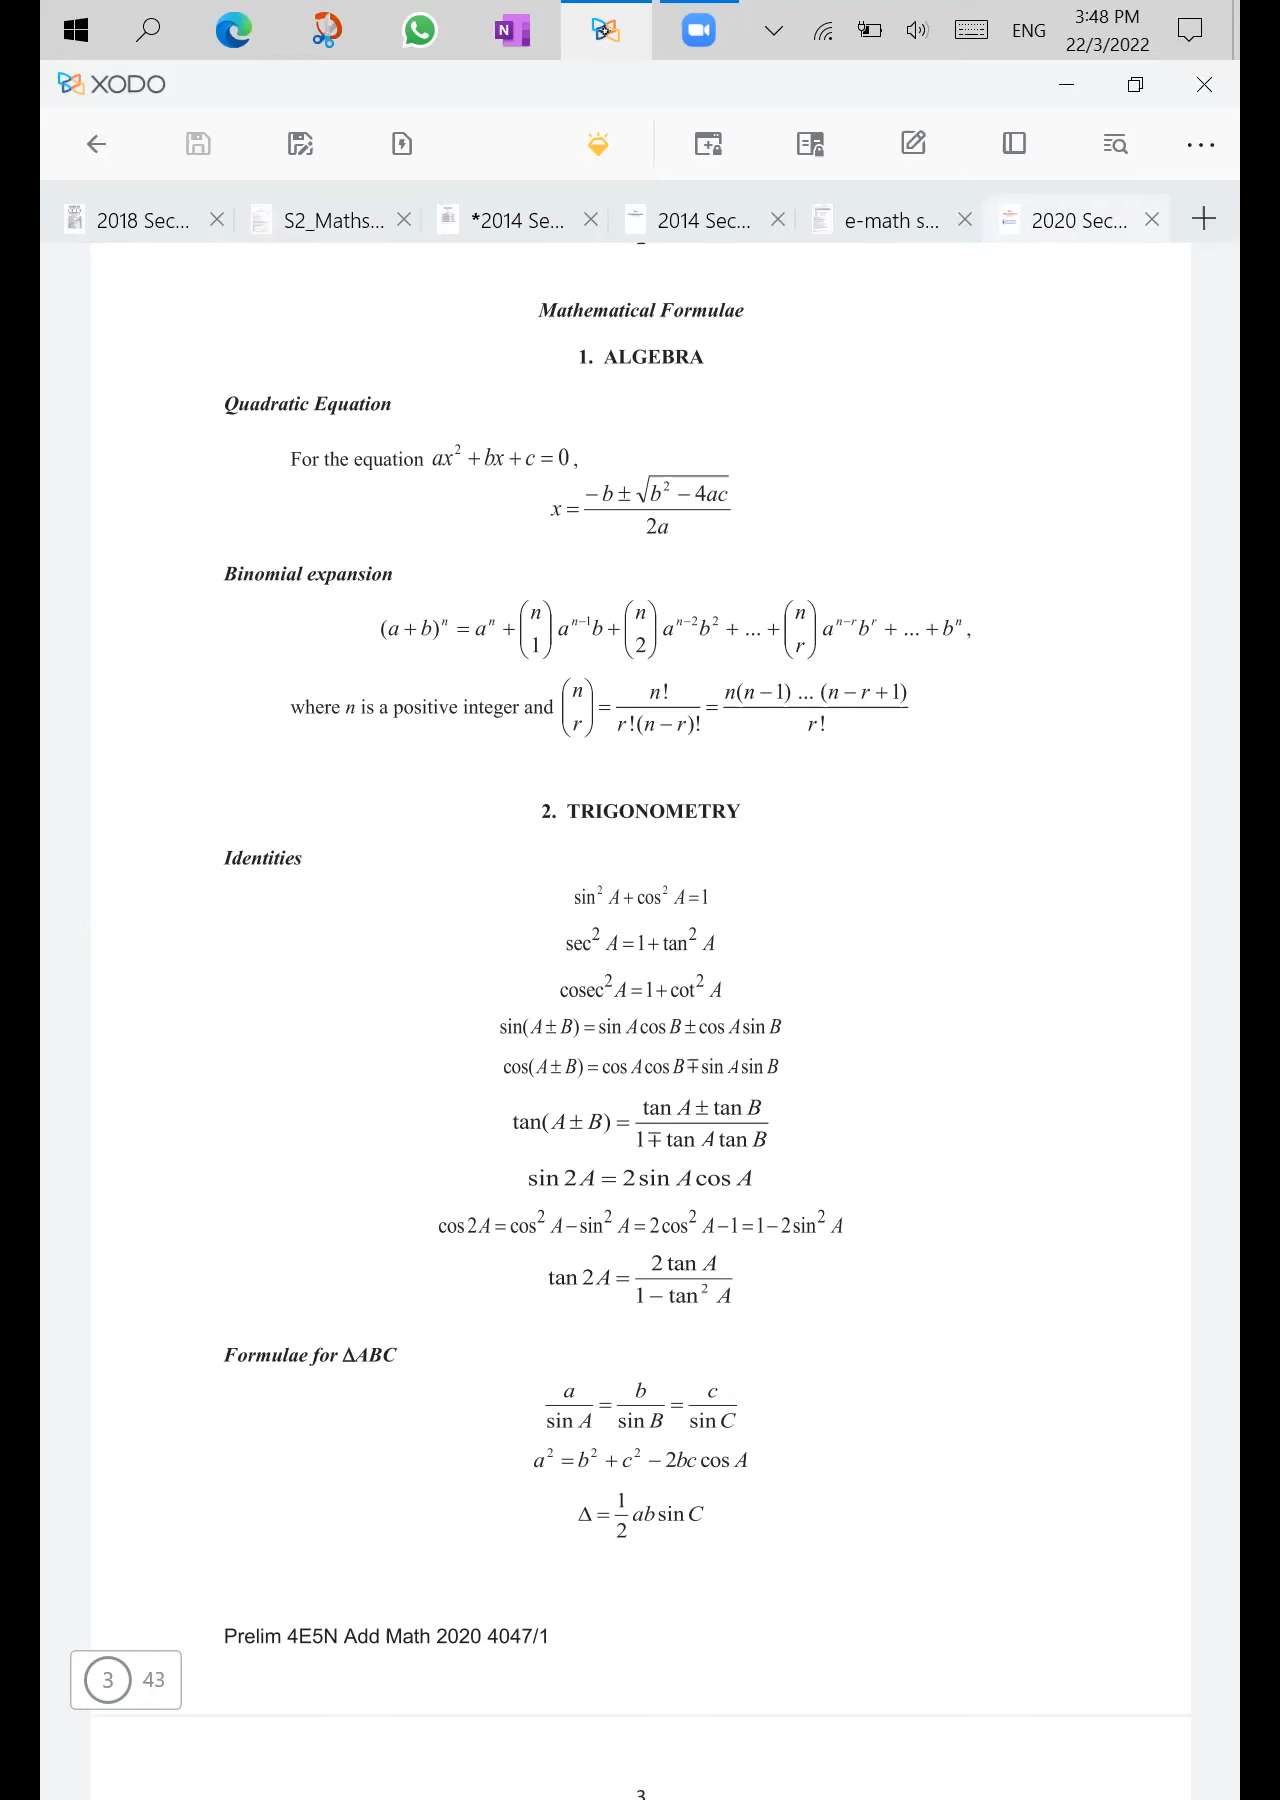 3:48 PM
ENG
22/3/2022
XODO
2018 Sec...
S2_Maths...
*2014 Se...
2014 Sec...
e-math s...
2020 Sec...
Mathematical Formulae
1. ALGEBRA
Quadratic Equation
For the equation ax² + bx + c = 0,
x = (−b ± √(b² − 4ac)) / 2a
Binomial expansion
(a + b)ⁿ = aⁿ + (n 1) aⁿ⁻¹b + (n 2) aⁿ⁻²b² + ... + (n r) aⁿ⁻ʳbʳ + ... + bⁿ,
where n is a positive integer and (n r) = n! / r!(n − r)! = n(n − 1) ... (n − r + 1) / r!
2. TRIGONOMETRY
Identities
sin² A + cos² A = 1
sec² A = 1 + tan² A
cosec² A = 1 + cot² A
sin(A ± B) = sin A cos B ± cos A sin B
cos(A ± B) = cos A cos B ∓ sin A sin B
tan(A ± B) = (tan A ± tan B) / (1 ∓ tan A tan B)
sin 2A = 2 sin A cos A
cos 2A = cos² A − sin² A = 2 cos² A − 1 = 1 − 2 sin² A
tan 2A = 2 tan A / (1 − tan² A)
Formulae for ΔABC
a / sin A = b / sin B = c / sin C
a² = b² + c² − 2bc cos A
Δ = 1/2 ab sin C
Prelim 4E5N Add Math 2020 4047/1
3 43
3